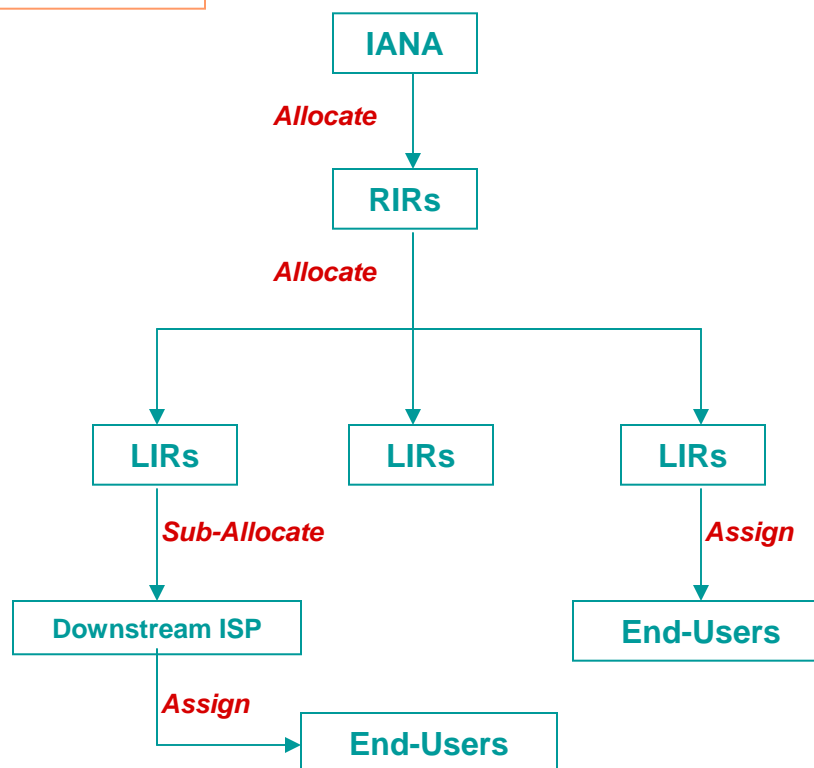 IANA
Allocate
RIRs
Allocate
LIRs
LIRs
LIRs
Sub-Allocate
Assign
Downstream ISP
End-Users
Assign
End-Users